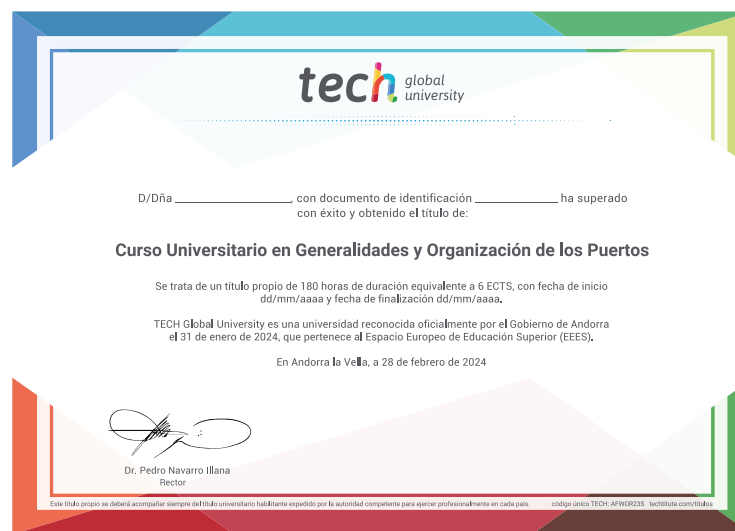 tech global university
D/Dña ____________________, con documento de identificación ______________ ha superado
con éxito y obtenido el título de:
Curso Universitario en Generalidades y Organización de los Puertos
Se trata de un título propio de 180 horas de duración equivalente a 6 ECTS, con fecha de inicio
dd/mm/aaaa y fecha de finalización dd/mm/aaaa.
TECH Global University es una universidad reconocida oficialmente por el Gobierno de Andorra
el 31 de enero de 2024, que pertenece al Espacio Europeo de Educación Superior (EEES).
En Andorra la Vella, a 28 de febrero de 2024
Dr. Pedro Navarro Illana
Rector
Este título propio se deberá acompañar siempre del título universitario habilitante expedido por la autoridad competente para ejercer profesionalmente en cada país. código único TECH: AFWOR23S techtitute.com/titulos